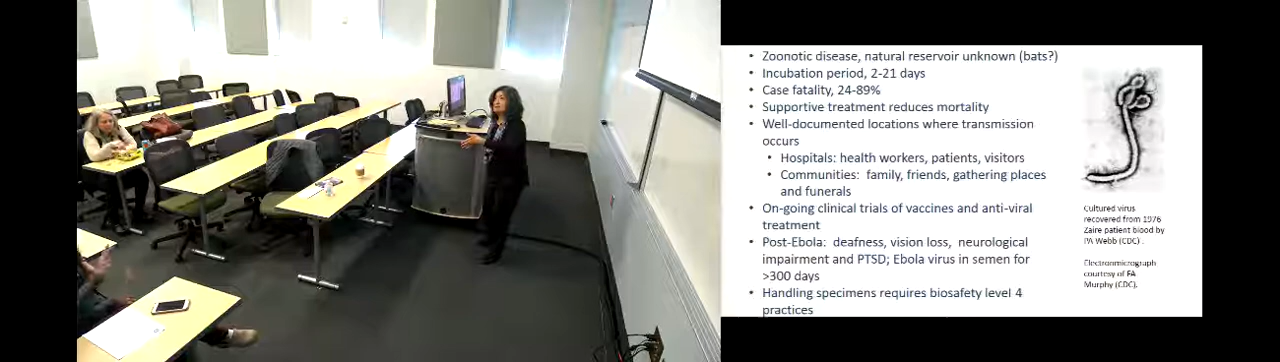 • Zoonotic disease, natural reservoir unknown (bats?)
• Incubation period, 2-21 days
• Case fatality, 24-89%
• Supportive treatment reduces mortality
• Well-documented locations where transmission
occurs
• Hospitals: health workers, patients, visitors
• Communities: family, friends, gathering places
and funerals
• On-going clinical trials of vaccines and anti-viral
treatment
• Post-Ebola: deafness, vision loss, neurological
impairment and PTSD; Ebola virus in semen for
>300 days
• Handling specimens requires biosafety level 4
practices
Cultured virus
recovered from 1976
Zaire patient blood by
PA Webb (CDC) .
Electronmicrograph
courtesy of FA
Murphy (CDC).